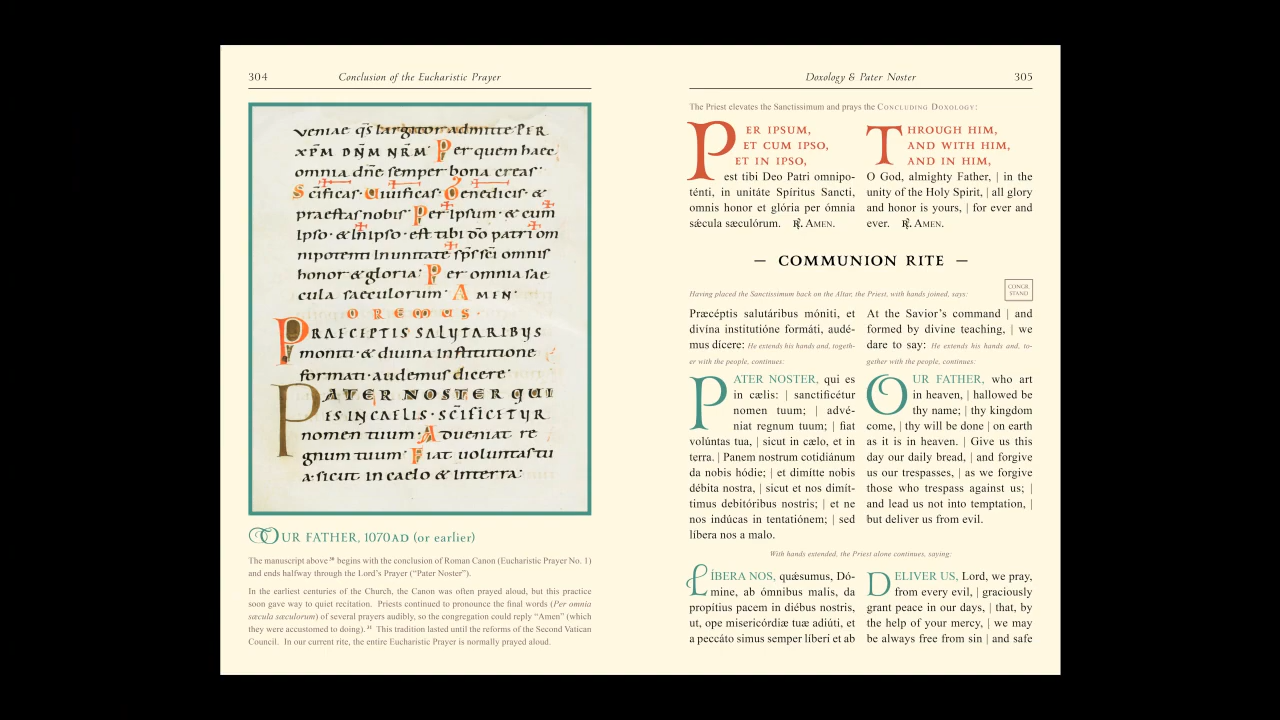 304
Conclusion of the Eucharistic Prayer
veniae qs largitor admitte PER
XPM DNM NRM Per quem haec
omnia dne semper bona creas
scificas · uiuificas benedicis · &
praestas nobis · Per ipsum · & cum
ipso · & in ipso · est tibi do patri om
nipotenti In unitate sps sci omnis
honor & gloria · Per omnia sae
cula saeculorum · AMEN ·
OREMUS ·
PRAECEPTIS SALUTARIBUS
moniti · & diuina institutione
formati · audemus dicere ·
PATER NOSTER QUI
ES IN CAELIS · SCIFICETUR
nomen tuum · Adueniat re
gnum tuum · Fiat uoluntas tu
a · sicut in caelo & in terra:
OUR FATHER, 1070AD (or earlier)
The manuscript above begins with the conclusion of Roman Canon (Eucharistic Prayer No. 1)
and ends halfway through the Lord's Prayer (“Pater Noster”).
In the earliest centuries of the Church, the Canon was often prayed aloud, but this practice
soon gave way to quiet recitation. Priests continued to pronounce the final words (Per omnia
sæcula sæculorum) of several prayers audibly, so the congregation could reply “Amen” (which
they were accustomed to doing). This tradition lasted until the reforms of the Second Vatican
Council. In our current rite, the entire Eucharistic Prayer is normally prayed aloud.
Doxology & Pater Noster
305
The Priest elevates the Sanctissimum and prays the CONCLUDING DOXOLOGY:
PER IPSUM,
ET CUM IPSO,
ET IN IPSO,
est tibi Deo Patri omnipo-
ténti, in unitáte Spíritus Sancti,
omnis honor et glória per ómnia
sǽcula sæculórum. ℟. AMEN.
THROUGH HIM,
AND WITH HIM,
AND IN HIM,
O God, almighty Father, | in the
unity of the Holy Spirit, | all glory
and honor is yours, | for ever and
ever. ℟. AMEN.
— COMMUNION RITE —
Having placed the Sanctissimum back on the Altar, the Priest, with hands joined, says:
CONGR.
STAND
Præcéptis salutáribus móniti, et
divína institutióne formáti, audé-
mus dícere: He extends his hands and, togeth-
er with the people, continues:
At the Savior's command | and
formed by divine teaching, | we
dare to say: He extends his hands and, to-
gether with the people, continues:
PATER NOSTER, qui es
in cælis: | sanctificétur
nomen tuum; | advé-
niat regnum tuum; | fiat
volúntas tua, | sicut in cælo, et in
terra. | Panem nostrum cotidiánum
da nobis hódie; | et dimítte nobis
débita nostra, | sicut et nos dimít-
timus debitóribus nostris; | et ne
nos indúcas in tentatiónem; | sed
líbera nos a malo.
OUR FATHER, who art
in heaven, | hallowed be
thy name; | thy kingdom
come, | thy will be done | on earth
as it is in heaven. | Give us this
day our daily bread, | and forgive
us our trespasses, | as we forgive
those who trespass against us; |
and lead us not into temptation, |
but deliver us from evil.
With hands extended, the Priest alone continues, saying:
LÍBERA NOS, quǽsumus, Dó-
mine, ab ómnibus malis, da
propítius pacem in diébus nostris,
ut, ope misericórdiæ tuæ adiúti, et
a peccáto simus semper líberi et ab
DELIVER US, Lord, we pray,
from every evil, | graciously
grant peace in our days, | that, by
the help of your mercy, | we may
be always free from sin | and safe